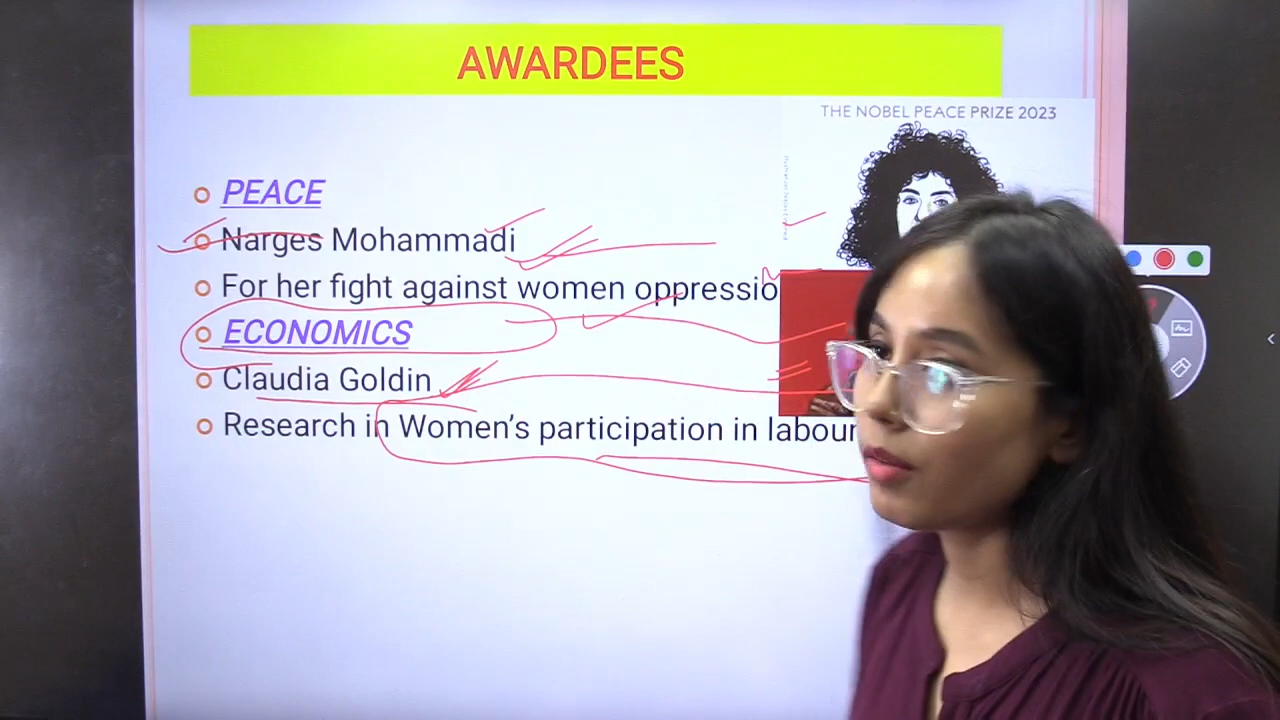 AWARDEES
THE NOBEL PEACE PRIZE 2023
PEACE
Narges Mohammadi
For her fight against women oppressio
ECONOMICS
Claudia Goldin
Research in Women's participation in labour